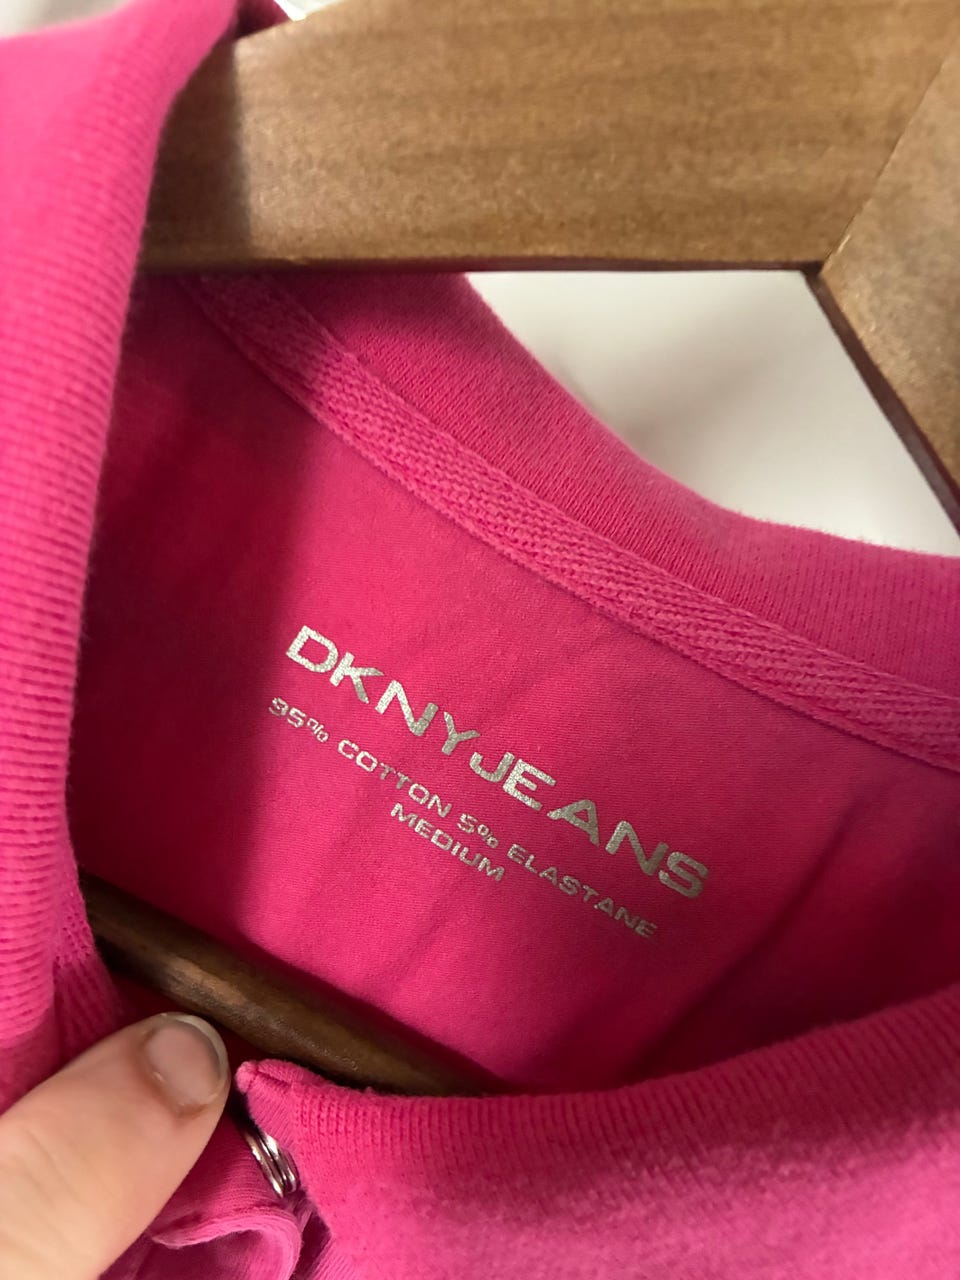 DKNY JEANS
95% COTTON 5% ELASTANE
MEDIUM